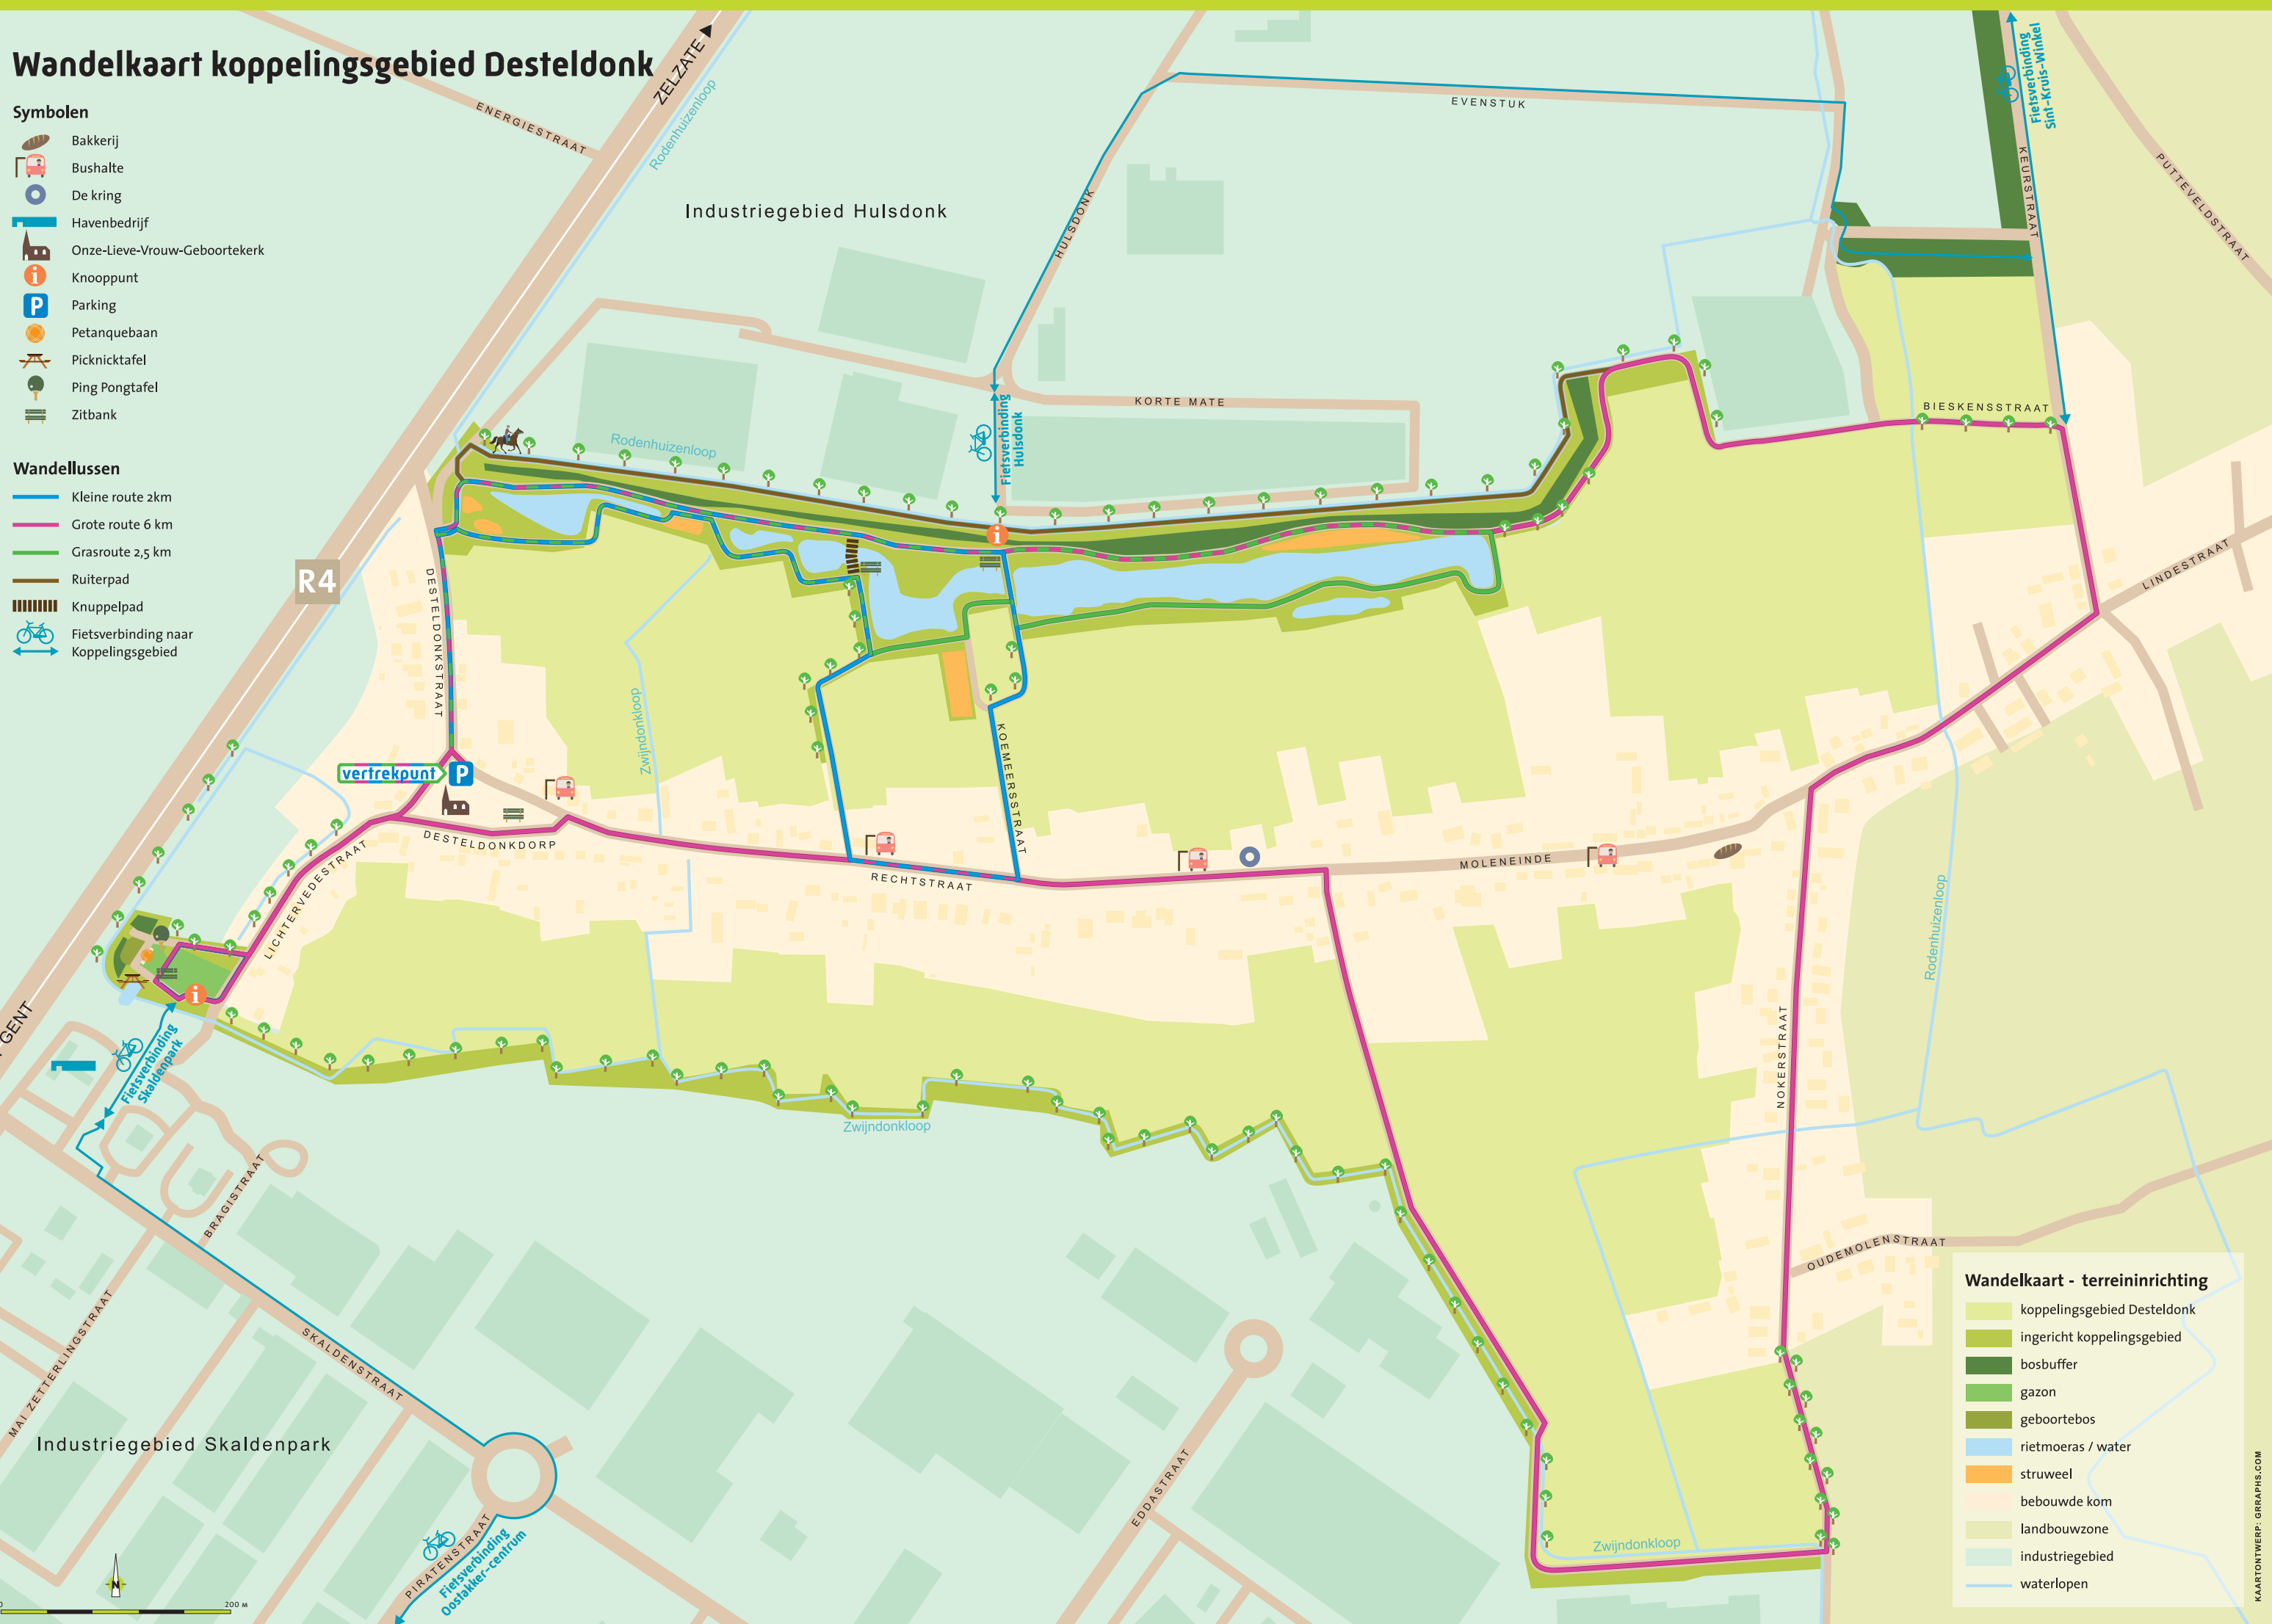 Wandelkaart koppelingsgebied Desteldonk
Symbolen
Bakkerij
Bushalte
De kring
Havenbedrijf
Onze-Lieve-Vrouw-Geboortekerk
i Knooppunt
P Parking
Petanquebaan
Picknicktafel
Ping Pongtafel
Zitbank
Wandellussen
Kleine route 2km
Grote route 6 km
Grasroute 2,5 km
Ruiterpad
Knuppelpad
Fietsverbinding naar
Koppelingsgebied
ENERGIESTRAAT
ZELZATE
Rodenhuizenloop
Industriegebied Hulsdonk
HULSDONK
EVENSTUK
Fietsverbinding
Sint-Kruis-Winkel
KEURSTRAAT
PUTTEVELDSTRAAT
KORTE MATE
Fietsverbinding
Hulsdonk
BIESKENSSTRAAT
Rodenhuizenloop
i
R4
DESTELDONKSTRAAT
LINDESTRAAT
Zwijndonkloop
KOEMEERSSTRAAT
vertrekpunt
P
DESTELDONKDORP
LICHTERVEDESTRAAT
RECHTSTRAAT
MOLENEINDE
Rodenhuizenloop
i
GENT
Fietsverbinding
Skaldenpark
NOKERSTRAAT
Zwijndonkloop
BRAGISTRAAT
OUDEMOLENSTRAAT
MAI ZETTERLINGSTRAAT
SKALDENSTRAAT
Industriegebied Skaldenpark
EDDASTRAAT
PIRATENSTRAAT
Fietsverbinding
Oostakker-centrum
Zwijndonkloop
N
0 200 M
Wandelkaart - terreininrichting
koppelingsgebied Desteldonk
ingericht koppelingsgebied
bosbuffer
gazon
geboortebos
rietmoeras / water
struweel
bebouwde kom
landbouwzone
industriegebied
waterlopen
KAARTONTWERP: GRRAPHS.COM